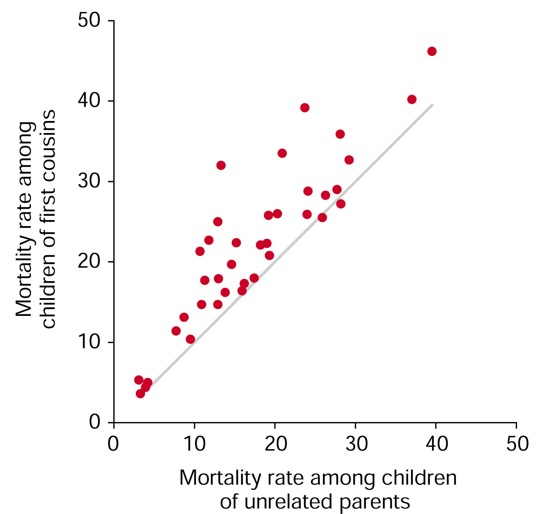 50
40
30
20
10
0
Mortality rate among
children of first cousins
0 10 20 30 40 50
Mortality rate among children
of unrelated parents